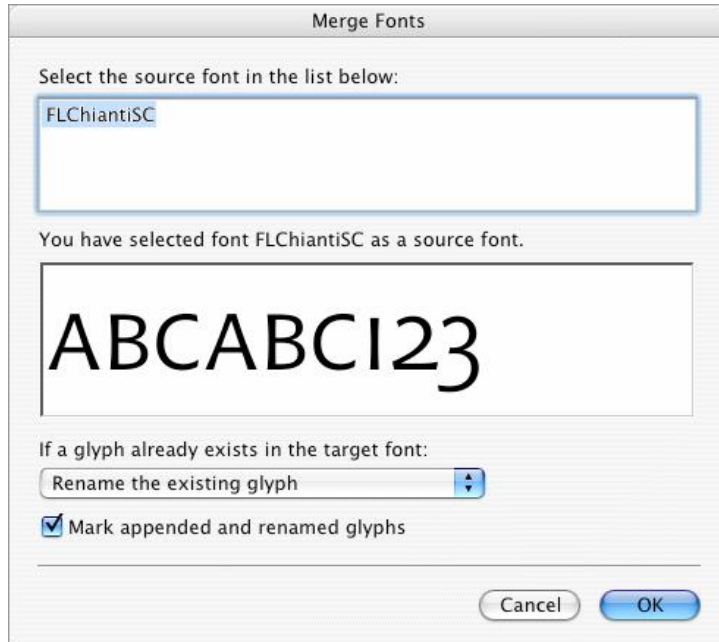 Merge Fonts
Select the source font in the list below:
FLChiantiSC
You have selected font FLChiantiSC as a source font.
ABCABC123
If a glyph already exists in the target font:
Rename the existing glyph
Mark appended and renamed glyphs
Cancel OK